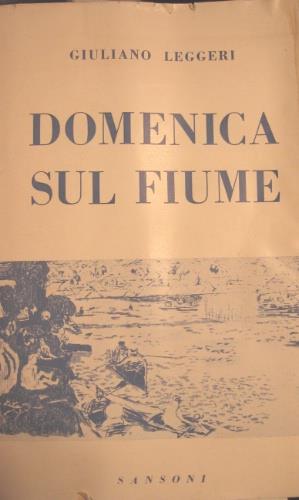 GIULIANO LEGGERI
DOMENICA
SUL FIUME
SANSONI